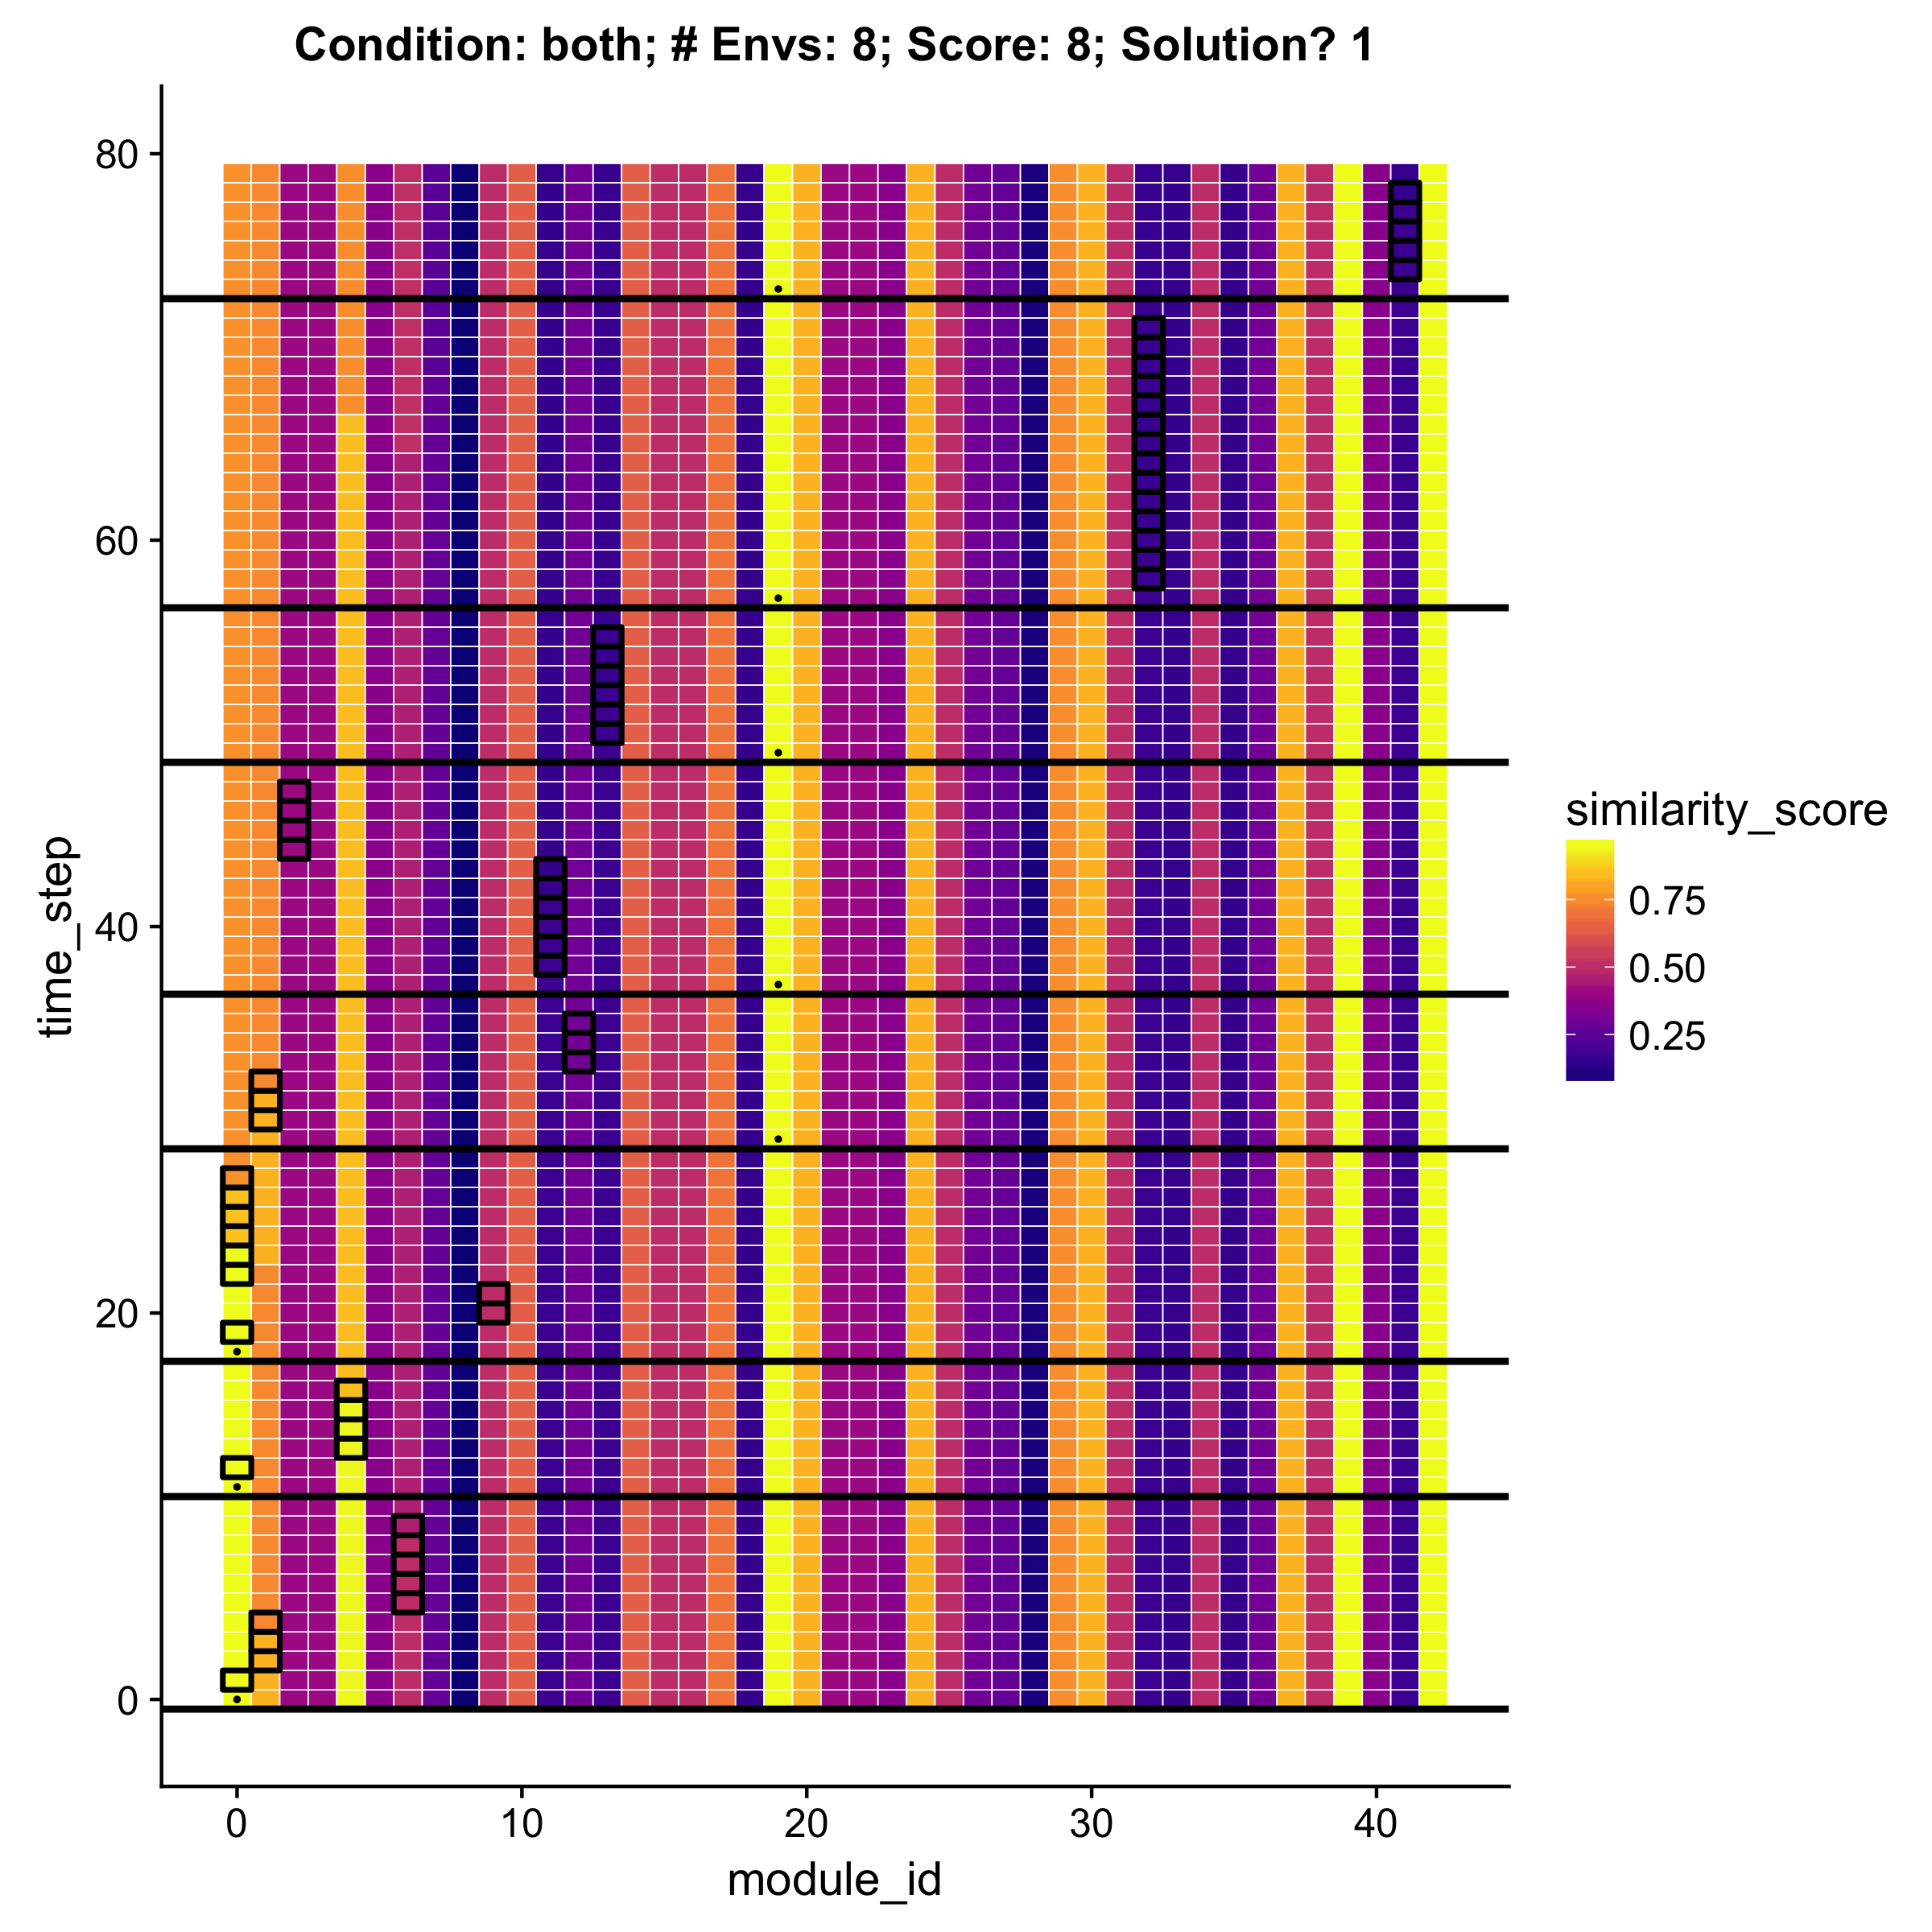 Condition: both; # Envs: 8; Score: 8; Solution? 1
80
60
40
20
0
time_step
0 10 20 30 40
module_id
similarity_score
0.75
0.50
0.25